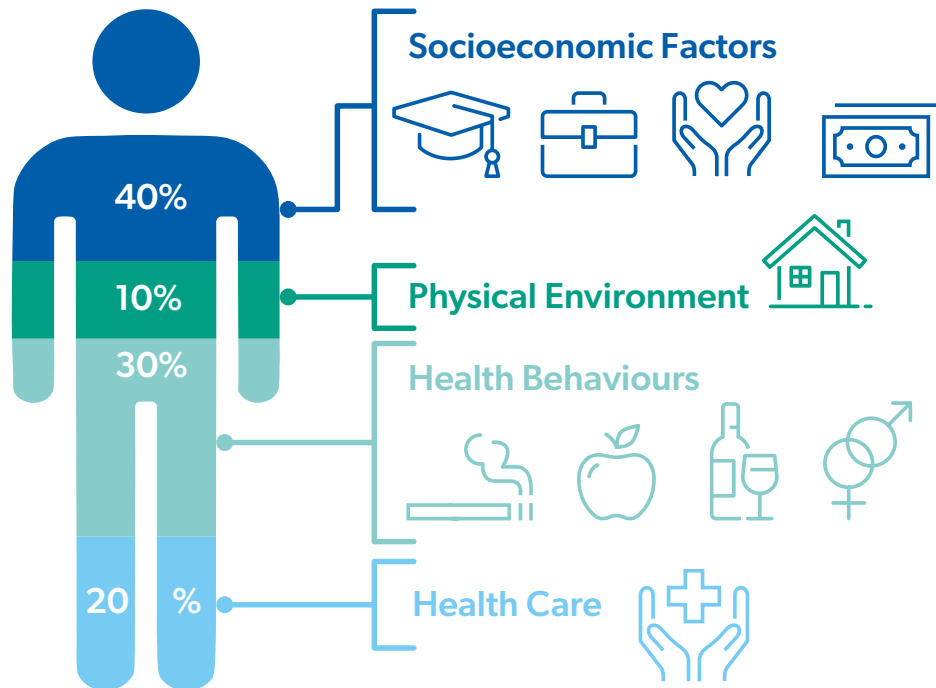 Socioeconomic Factors
40%
10%
Physical Environment
30%
Health Behaviours
20 %
Health Care